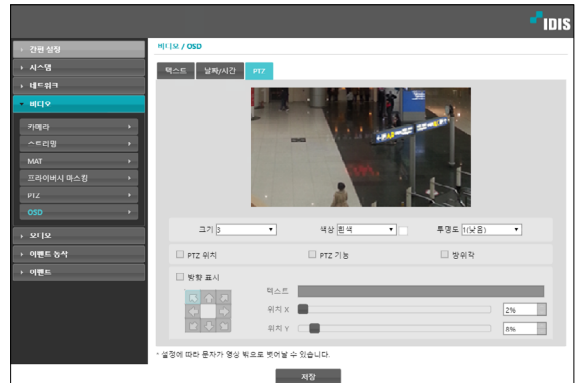 IDIS
간편 설정
시스템
네트워크
비디오
카메라
스트리밍
MAT
프라이버시 마스킹
PTZ
OSD
오디오
이벤트 동작
이벤트
비디오 / OSD
텍스트 날짜/시간 PTZ
크기 3 색상 흰색 투명도 1(낮음)
PTZ 위치 PTZ 기능 방위각
방향 표시
텍스트
위치 X 2%
위치 Y 8%
* 설정에 따라 문자가 영상 밖으로 벗어날 수 있습니다.
저장